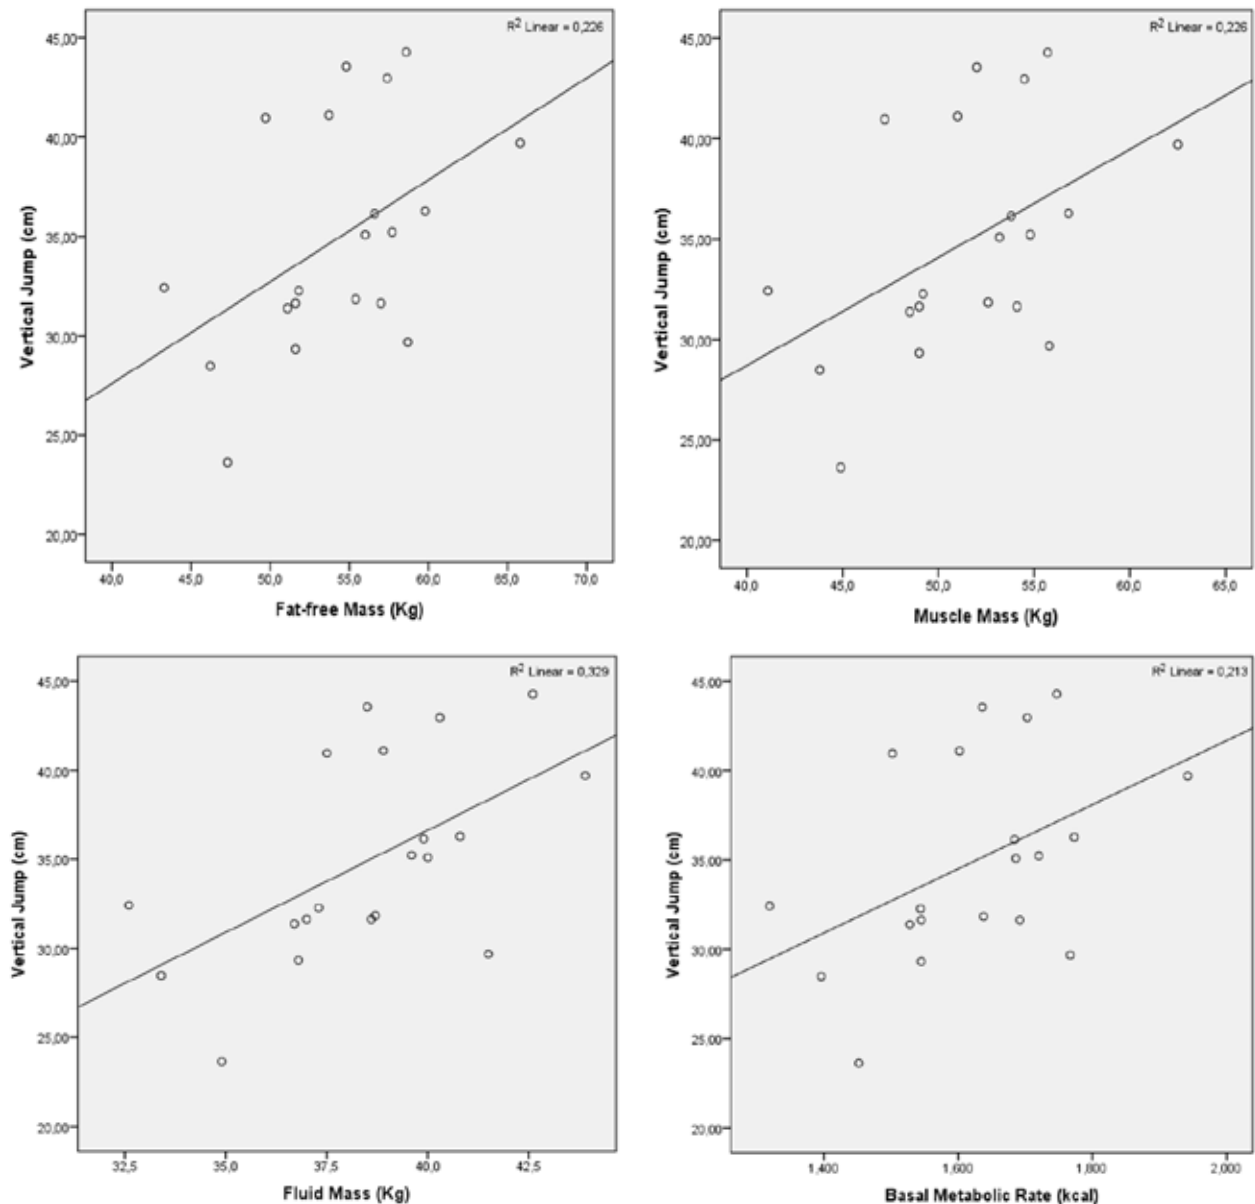 R² Linear = 0,226
45,00
40,00
35,00
30,00
25,00
20,00
Vertical Jump (cm)
40,0 45,0 50,0 55,0 60,0 65,0 70,0
Fat-free Mass (Kg)
R² Linear = 0,226
45,00
40,00
35,00
30,00
25,00
20,00
Vertical Jump (cm)
40,0 45,0 50,0 55,0 60,0 65,0
Muscle Mass (Kg)
R² Linear = 0,329
45,00
40,00
35,00
30,00
25,00
20,00
Vertical Jump (cm)
32,5 35,0 37,5 40,0 42,5
Fluid Mass (Kg)
R² Linear = 0,213
45,00
40,00
35,00
30,00
25,00
20,00
Vertical Jump (cm)
1,400 1,600 1,800 2,000
Basal Metabolic Rate (kcal)